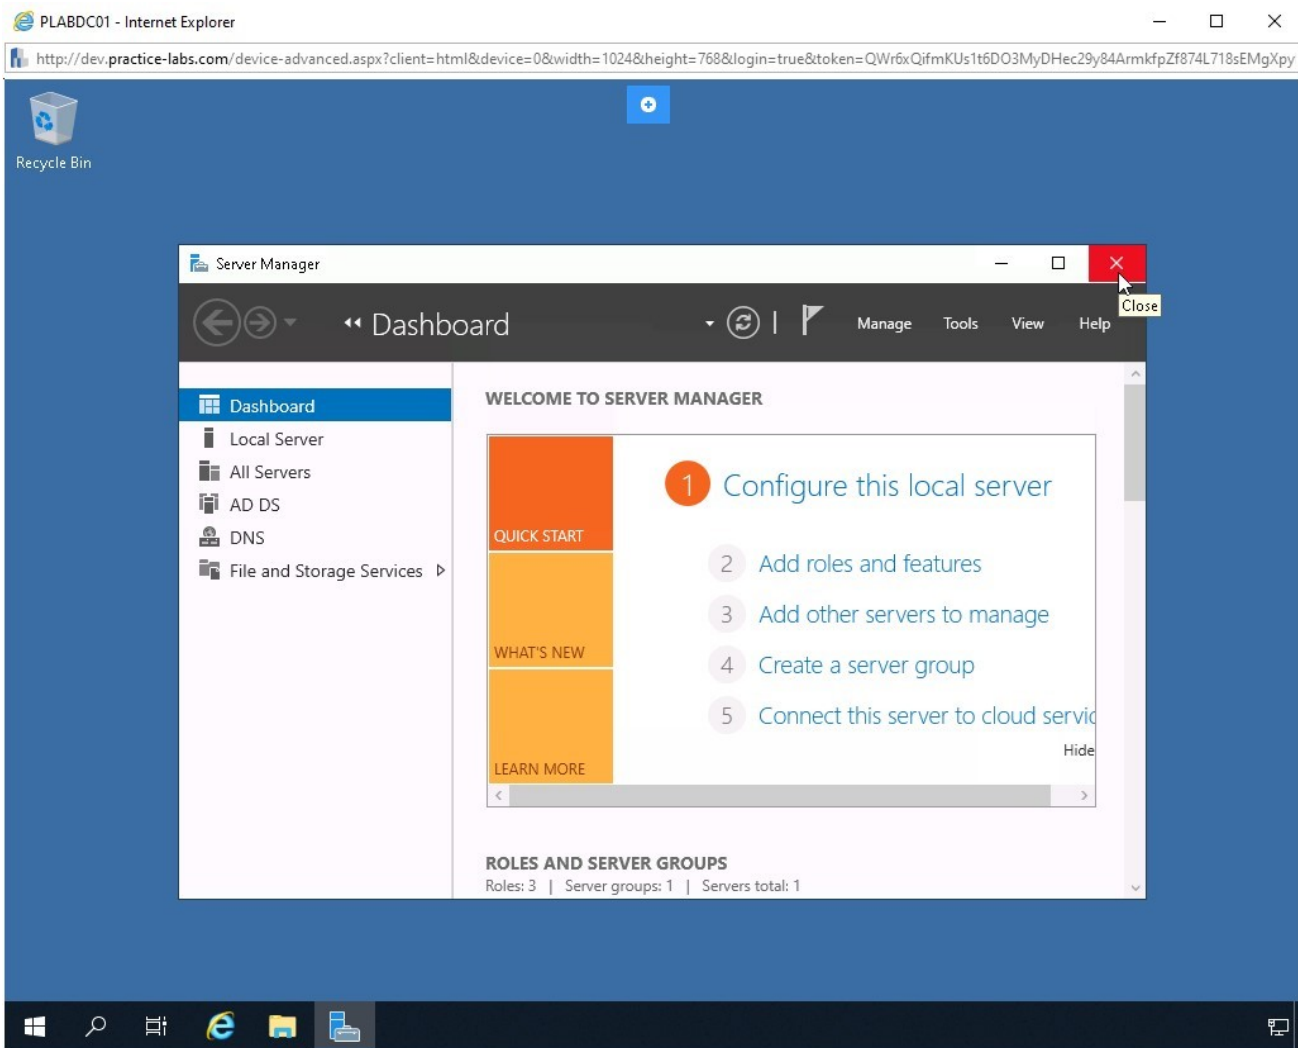 PLABDC01 - Internet Explorer
http://dev.practice-labs.com/device-advanced.aspx?client=html&device=0&width=1024&height=768&login=true&token=QWr6xQifmKUs1t6DO3MyDHec29y84ArmkfpZf874L718sEMgXpy
Recycle Bin
Server Manager
Close
Dashboard
Manage Tools View Help
Dashboard
Local Server
All Servers
AD DS
DNS
File and Storage Services
WELCOME TO SERVER MANAGER
QUICK START
WHAT'S NEW
LEARN MORE
1 Configure this local server
2 Add roles and features
3 Add other servers to manage
4 Create a server group
5 Connect this server to cloud servic
Hide
ROLES AND SERVER GROUPS
Roles: 3 | Server groups: 1 | Servers total: 1